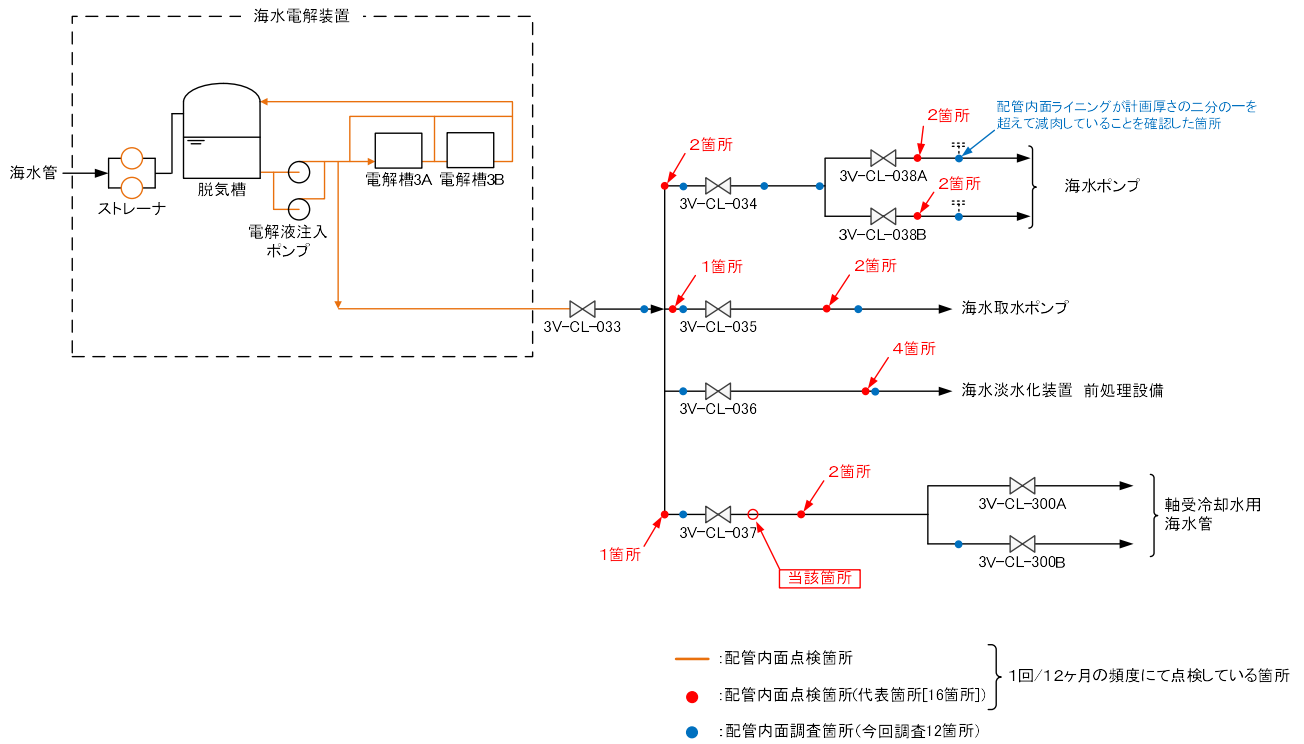 海水電解装置
配管内面ライニングが計画厚さの二分の一を
超えて減肉していることを確認した箇所
2箇所
2箇所
海水管
ストレーナ
脱気槽
電解槽3A
電解槽3B
電解液注入
ポンプ
3V-CL-034
3V-CL-038A
2箇所
3V-CL-038B
海水ポンプ
1箇所
2箇所
3V-CL-033
3V-CL-035
海水取水ポンプ
4箇所
3V-CL-036
海水淡水化装置 前処理設備
2箇所
1箇所
3V-CL-037
当該箇所
3V-CL-300A
3V-CL-300B
軸受冷却水用
海水管
:配管内面点検箇所
:配管内面点検箇所(代表箇所[16箇所])
1回/12ヶ月の頻度にて点検している箇所
:配管内面調査箇所(今回調査12箇所)